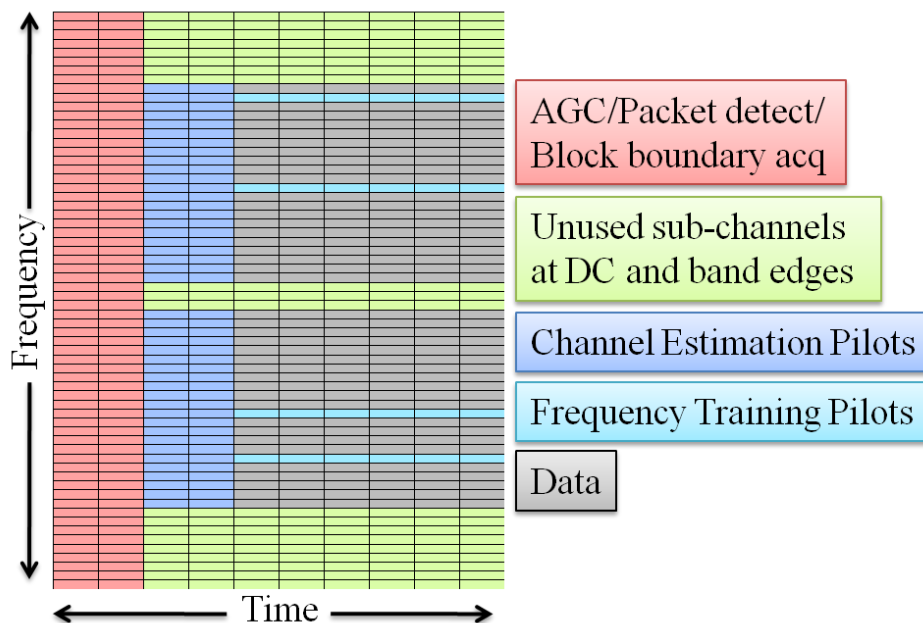 AGC/Packet detect/
Block boundary acq
Unused sub-channels
at DC and band edges
Channel Estimation Pilots
Frequency Training Pilots
Data
Frequency
Time